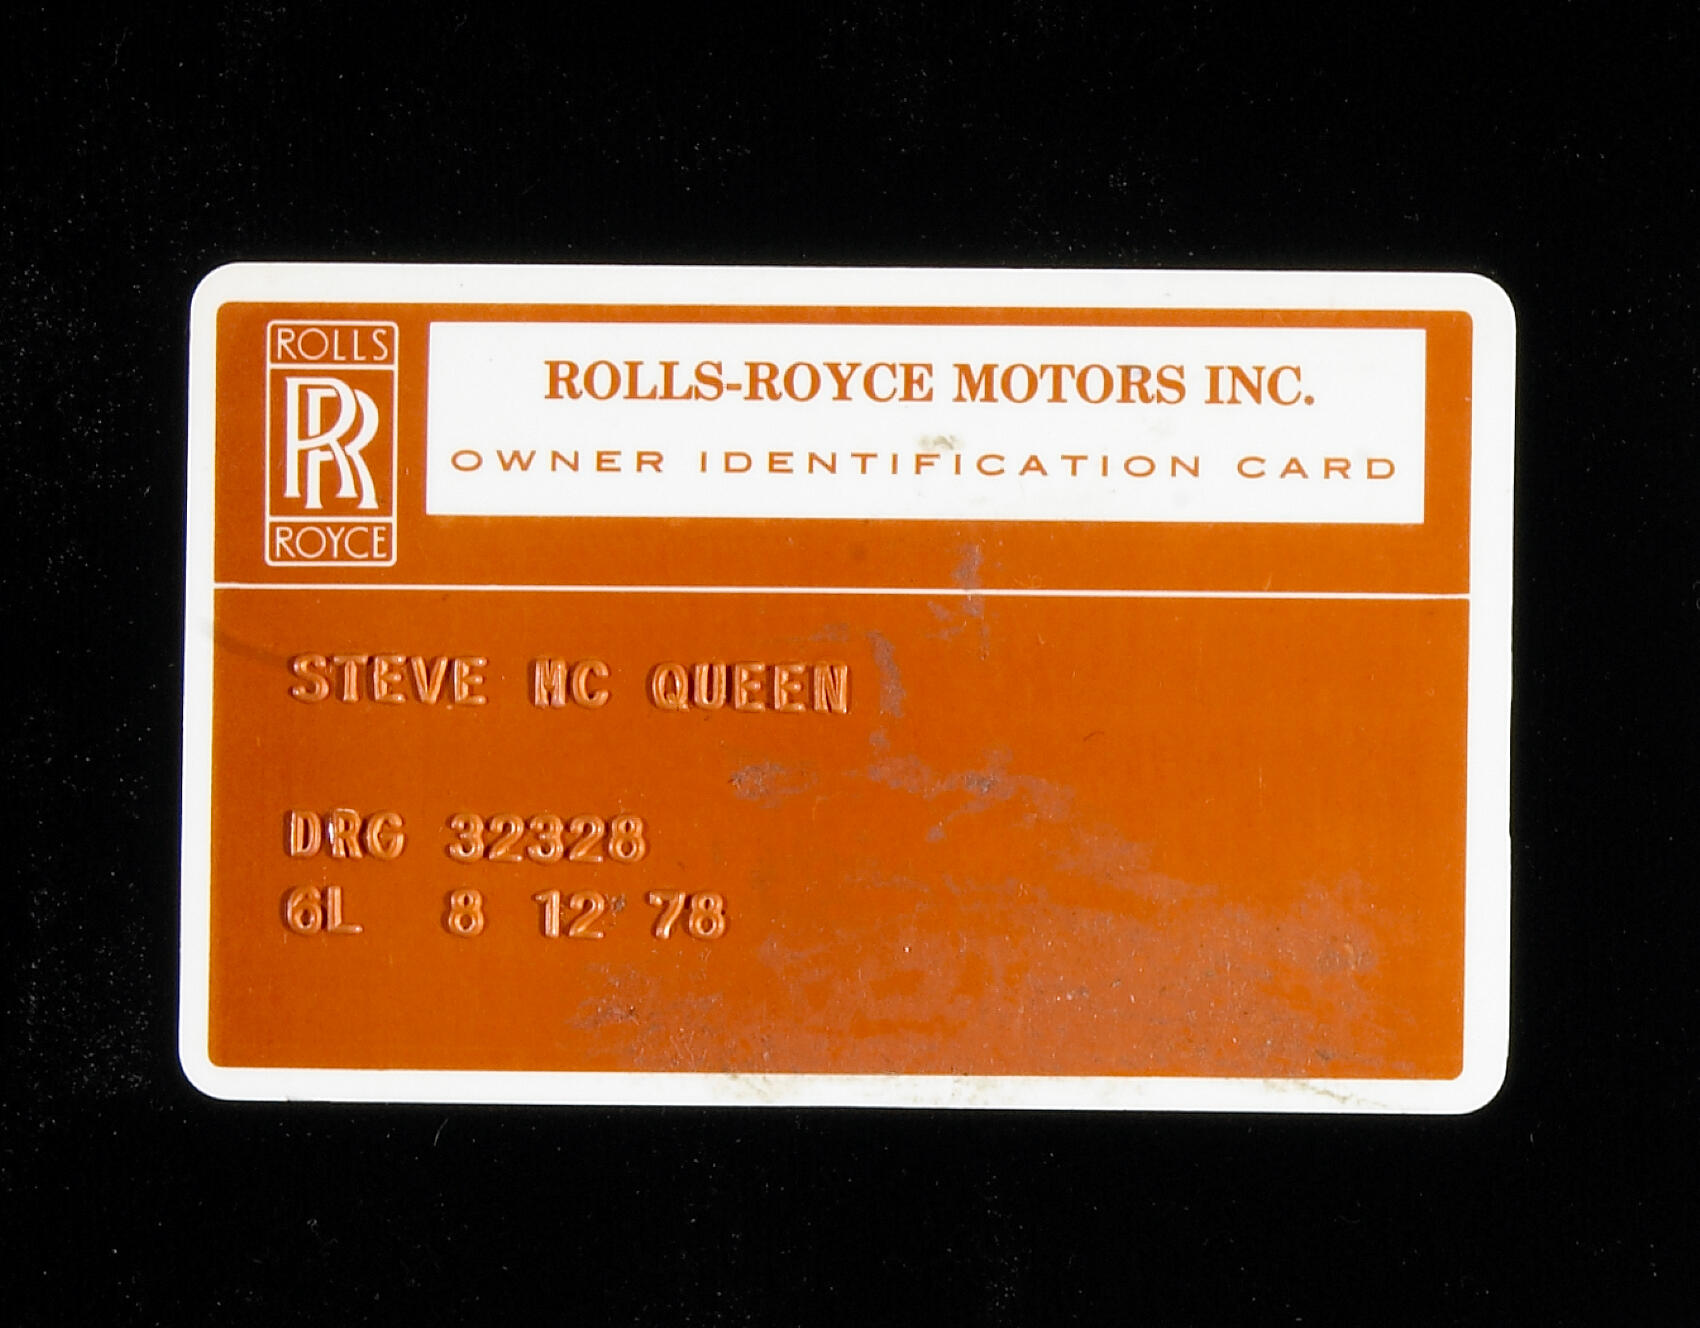 ROLLS
RR
ROYCE
ROLLS-ROYCE MOTORS INC.
OWNER IDENTIFICATION CARD
STEVE MC QUEEN
DRG 32328
6L 8 12 78